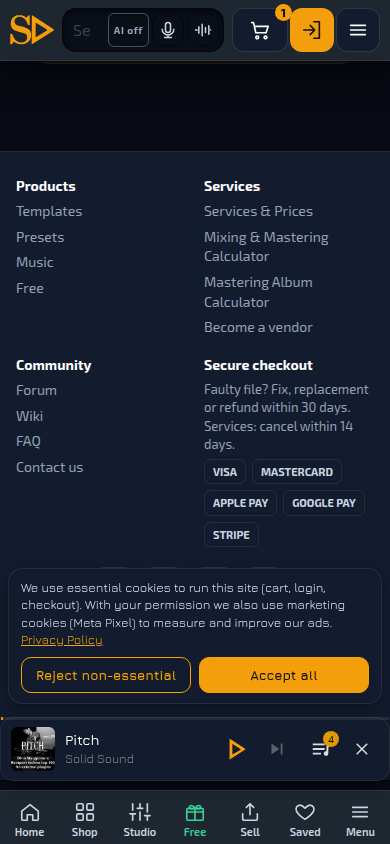 SD
Se
AI off
1
Products
Templates
Presets
Music
Free
Services
Services & Prices
Mixing & Mastering
Calculator
Mastering Album
Calculator
Become a vendor
Community
Forum
Wiki
FAQ
Contact us
Secure checkout
Faulty file? Fix, replacement
or refund within 30 days.
Services: cancel within 14
days.
VISA
MASTERCARD
APPLE PAY
GOOGLE PAY
STRIPE
We use essential cookies to run this site (cart, login,
checkout). With your permission we also use marketing
cookies (Meta Pixel) to measure and improve our ads.
Privacy Policy
Reject non-essential
Accept all
PITCH
Pitch
Solid Sound
4
Home
Shop
Studio
Free
Sell
Saved
Menu